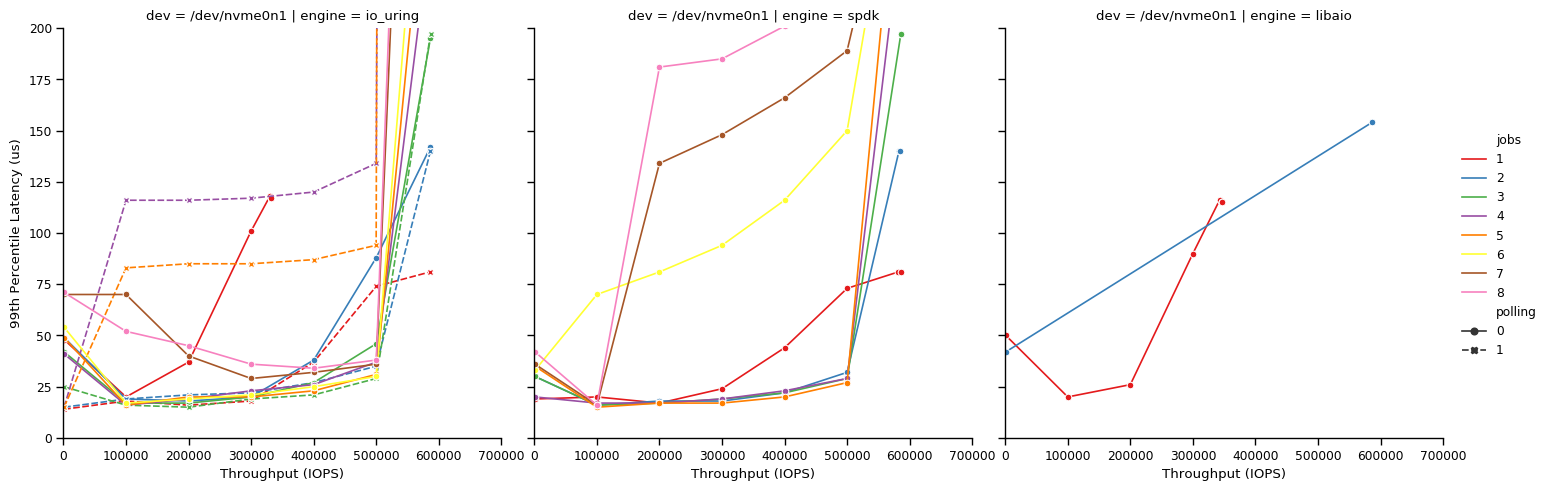 dev = /dev/nvme0n1 | engine = io_uring
dev = /dev/nvme0n1 | engine = spdk
dev = /dev/nvme0n1 | engine = libaio
99th Percentile Latency (us)
200
175
150
125
100
75
50
25
0
0 100000 200000 300000 400000 500000 600000 700000
Throughput (IOPS)
0 100000 200000 300000 400000 500000 600000 700000
Throughput (IOPS)
0 100000 200000 300000 400000 500000 600000 700000
Throughput (IOPS)
jobs
1
2
3
4
5
6
7
8
polling
0
1